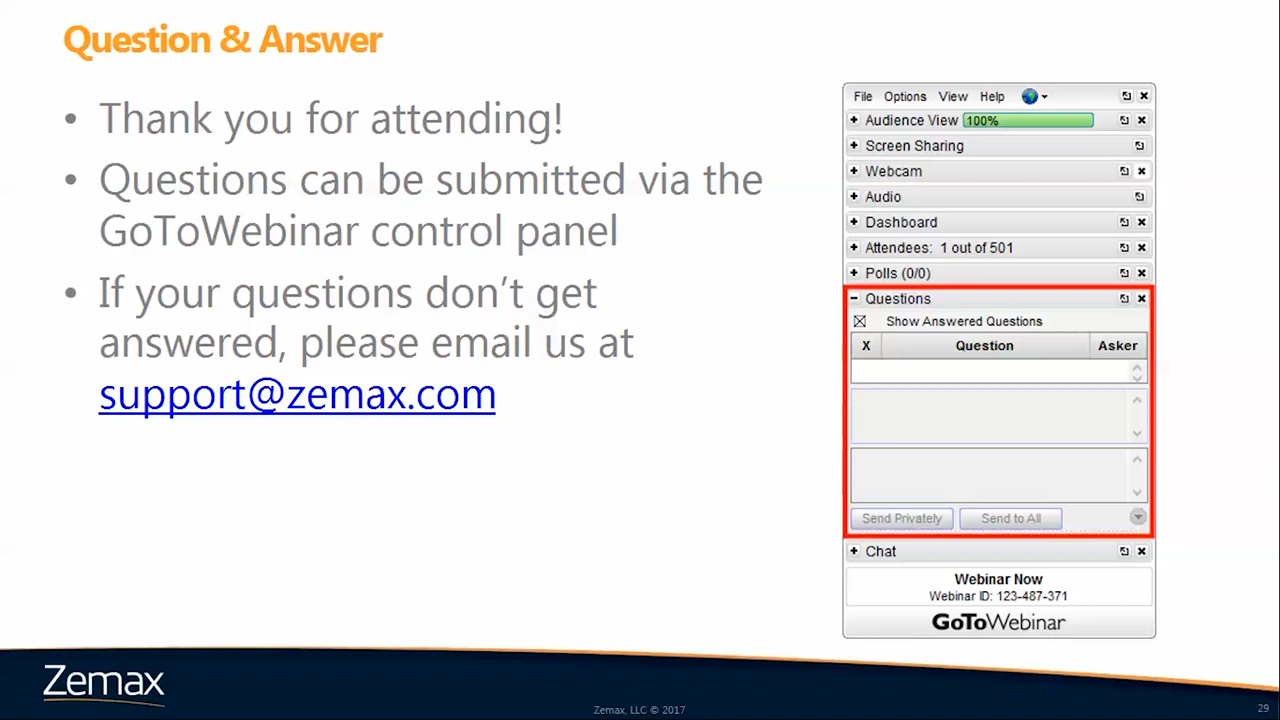 Question & Answer
• Thank you for attending!
• Questions can be submitted via the
GoToWebinar control panel
• If your questions don't get
answered, please email us at
support@zemax.com
File Options View Help
Audience View 100%
Screen Sharing
Webcam
Audio
Dashboard
Attendees: 1 out of 501
Polls (0/0)
Questions
Show Answered Questions
X Question Asker
Send Privately Send to All
Chat
Webinar Now
Webinar ID: 123-487-371
GoToWebinar
Zemax
Zemax, LLC © 2017
29